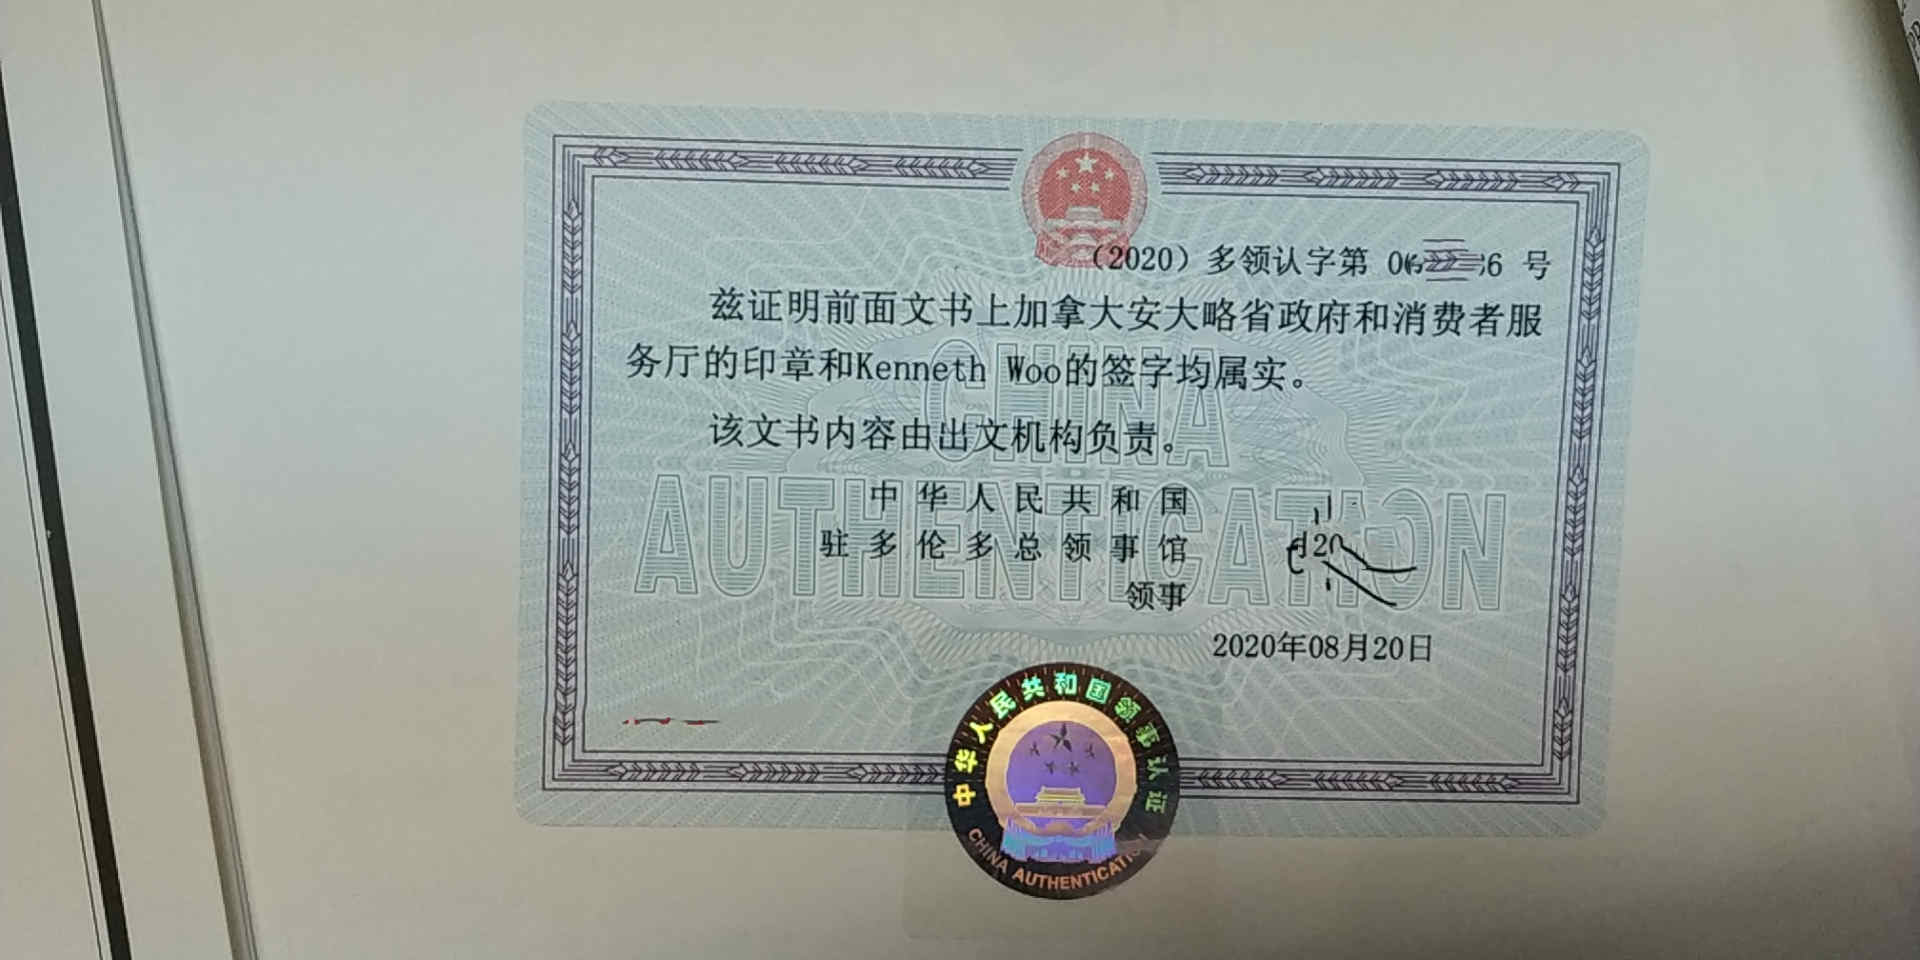 （2020）多领认字第 号
兹证明前面文书上加拿大安大略省政府和消费者服
务厅的印章和Kenneth Woo的签字均属实。
该文书内容由出文机构负责。
中华人民共和国
驻多伦多总领事馆
领事
2020年08月20日
CHINA
AUTHENTICATION
中华人民共和国领事认证
CHINA AUTHENTICATION